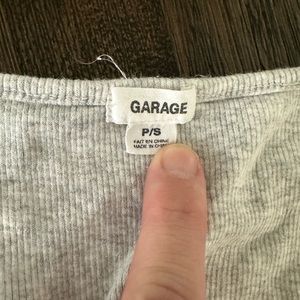 GARAGE
P/S
FAIT EN CHINE
MADE IN CHINA